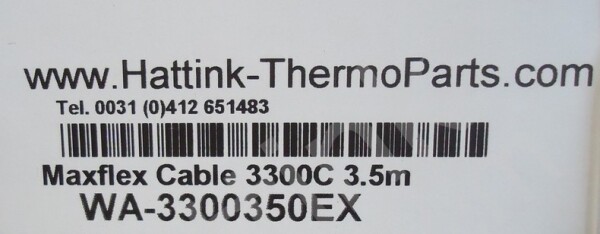 www.Hattink-ThermoParts.com
Tel. 0031 (0)412 651483
Maxflex Cable 3300C 3.5m
WA-3300350EX